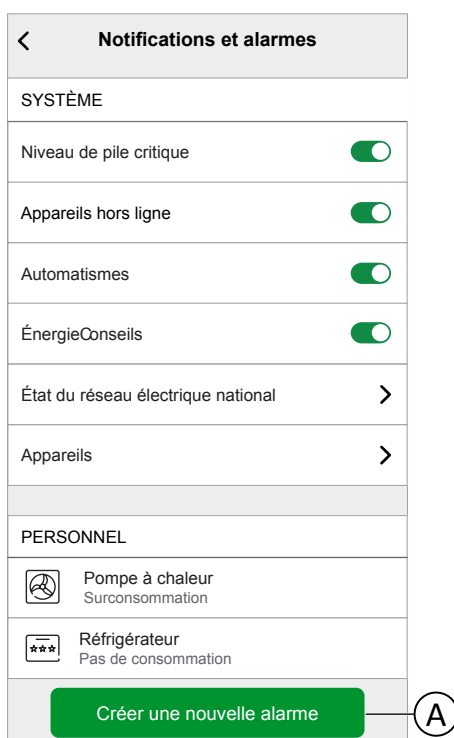 Notifications et alarmes
SYSTÈME
Niveau de pile critique
Appareils hors ligne
Automatismes
ÉnergieConseils
État du réseau électrique national
Appareils
PERSONNEL
Pompe à chaleur
Surconsommation
Réfrigérateur
Pas de consommation
Créer une nouvelle alarme
A